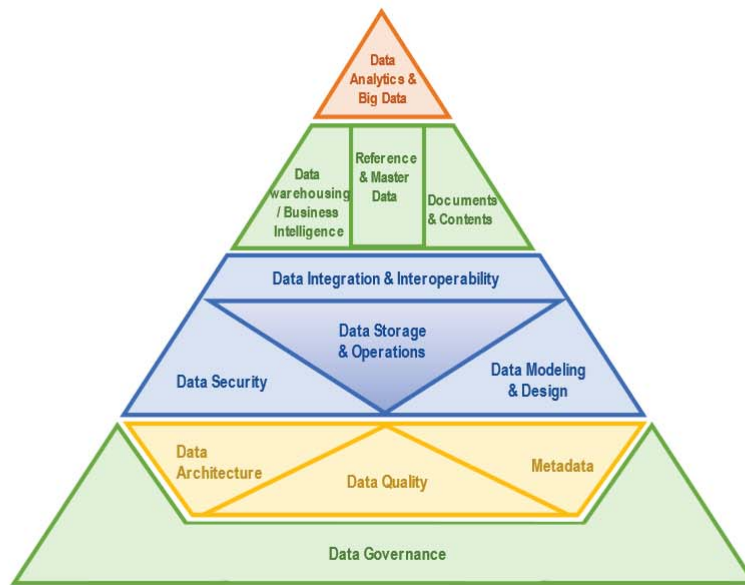 Data
Analytics &
Big Data
Data
warehousing
/ Business
Intelligence
Reference
& Master
Data
Documents
& Contents
Data Integration & Interoperability
Data Storage
& Operations
Data Security
Data Modeling
& Design
Data
Architecture
Data Quality
Metadata
Data Governance